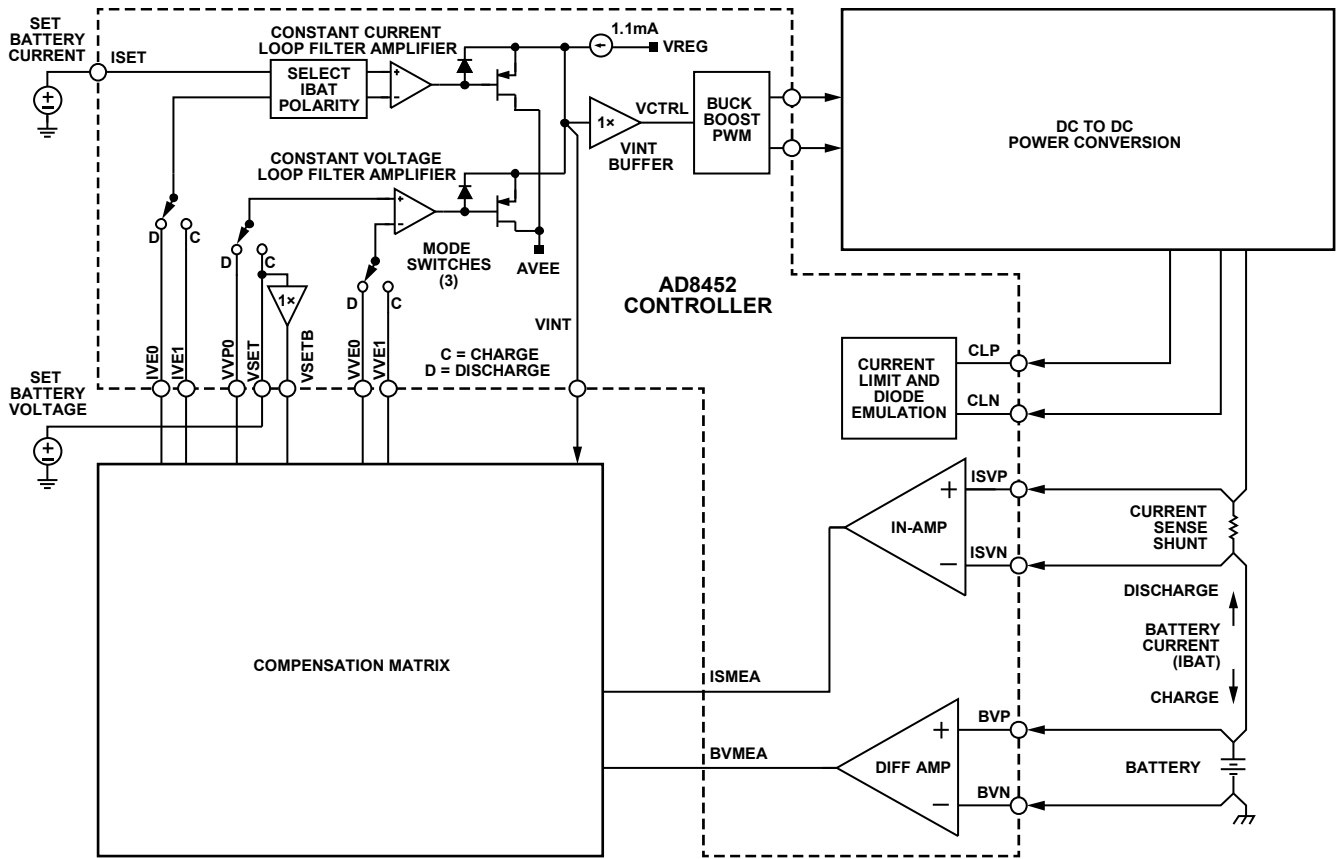 SET
BATTERY
CURRENT
ISET
CONSTANT CURRENT
LOOP FILTER AMPLIFIER
SELECT
IBAT
POLARITY
+
−
1.1mA
VREG
1×
VCTRL
VINT
BUFFER
BUCK
BOOST
PWM
DC TO DC
POWER CONVERSION
CONSTANT VOLTAGE
LOOP FILTER AMPLIFIER
+
−
MODE
SWITCHES
(3)
AVEE
D
C
D
C
1×
D
C
AD8452
CONTROLLER
VINT
C = CHARGE
D = DISCHARGE
IVE0
IVE1
VVP0
VSET
VSETB
VVE0
VVE1
SET
BATTERY
VOLTAGE
CURRENT
LIMIT AND
DIODE
EMULATION
CLP
CLN
+
−
IN-AMP
ISVP
ISVN
CURRENT
SENSE
SHUNT
DISCHARGE
BATTERY
CURRENT
(IBAT)
CHARGE
COMPENSATION MATRIX
ISMEA
BVMEA
+
−
DIFF AMP
BVP
BVN
BATTERY